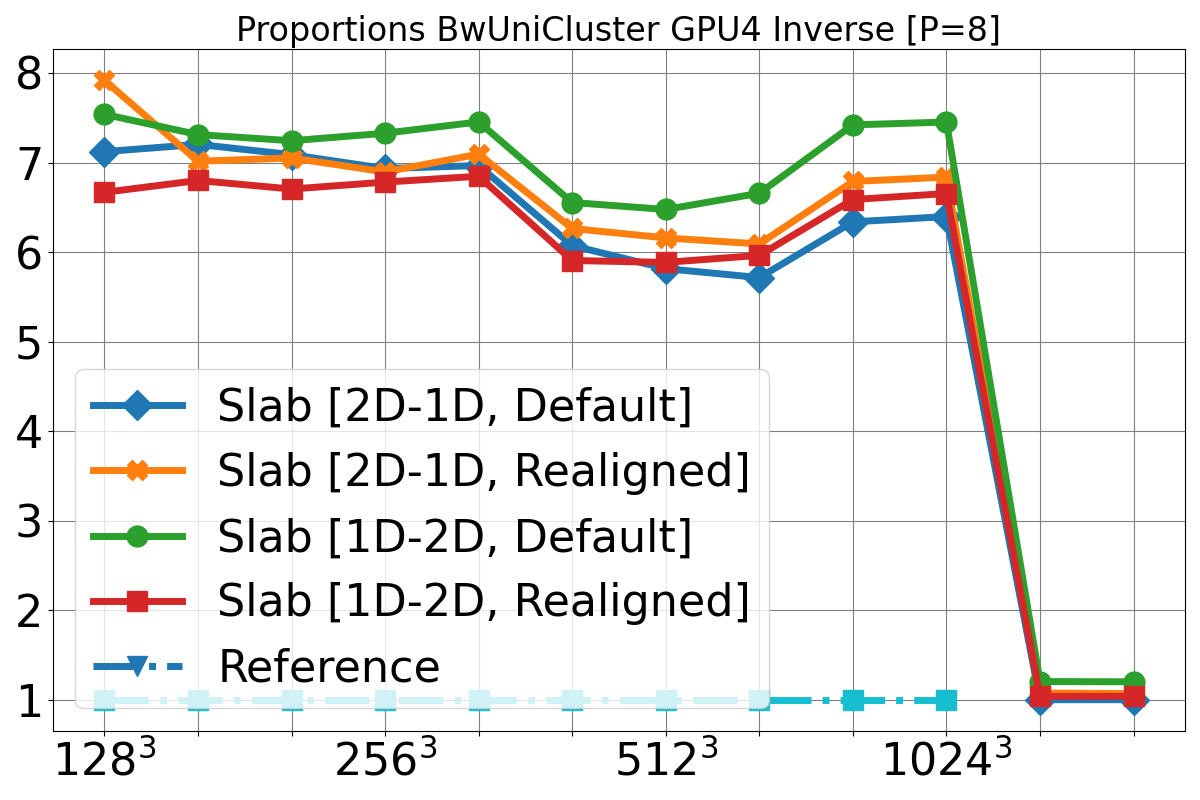 Proportions BwUniCluster GPU4 Inverse [P=8]
8
7
6
5
4
3
2
1
Slab [2D-1D, Default]
Slab [2D-1D, Realigned]
Slab [1D-2D, Default]
Slab [1D-2D, Realigned]
Reference
128³ 256³ 512³ 1024³